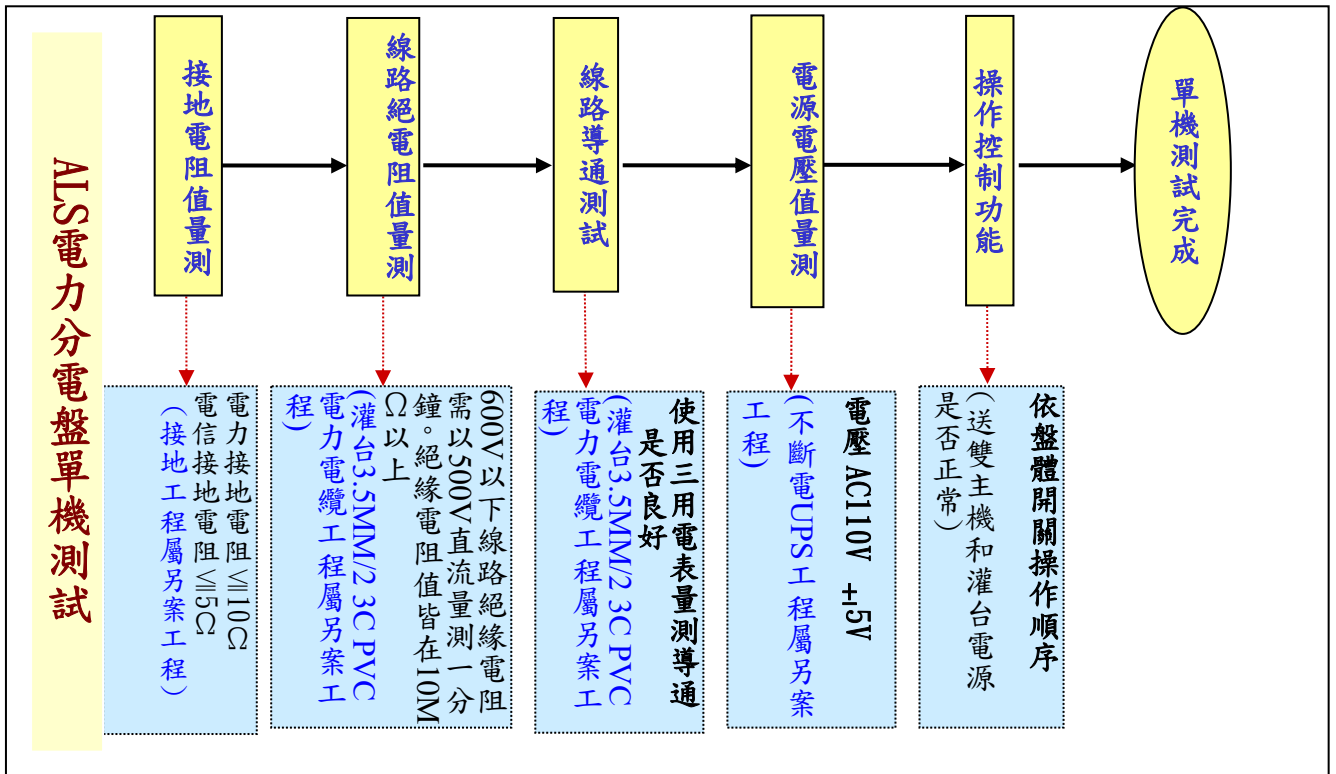 ALS電力分電盤單機測試
接地電阻值量測
線路絕電阻值量測
線路導通測試
電源電壓值量測
操作控制功能
單機測試完成
電力接地電阻≦10Ω
電信接地電阻≦5Ω
(接地工程屬另案工程)
600V以下線路絕緣電阻
需以500V直流量測一分
鐘。絕緣電阻值皆在10M
Ω以上
(灌台3.5MM/2 3C PVC
電力電纜工程屬另案工
程)
使用三用電表量測導通
是否良好
(灌台3.5MM/2 3C PVC
電力電纜工程屬另案工
程)
電壓 AC110V ±5V
(不斷電UPS工程屬另案
工程)
依盤體開關操作順序
(送雙主機和灌台電源
是否正常)